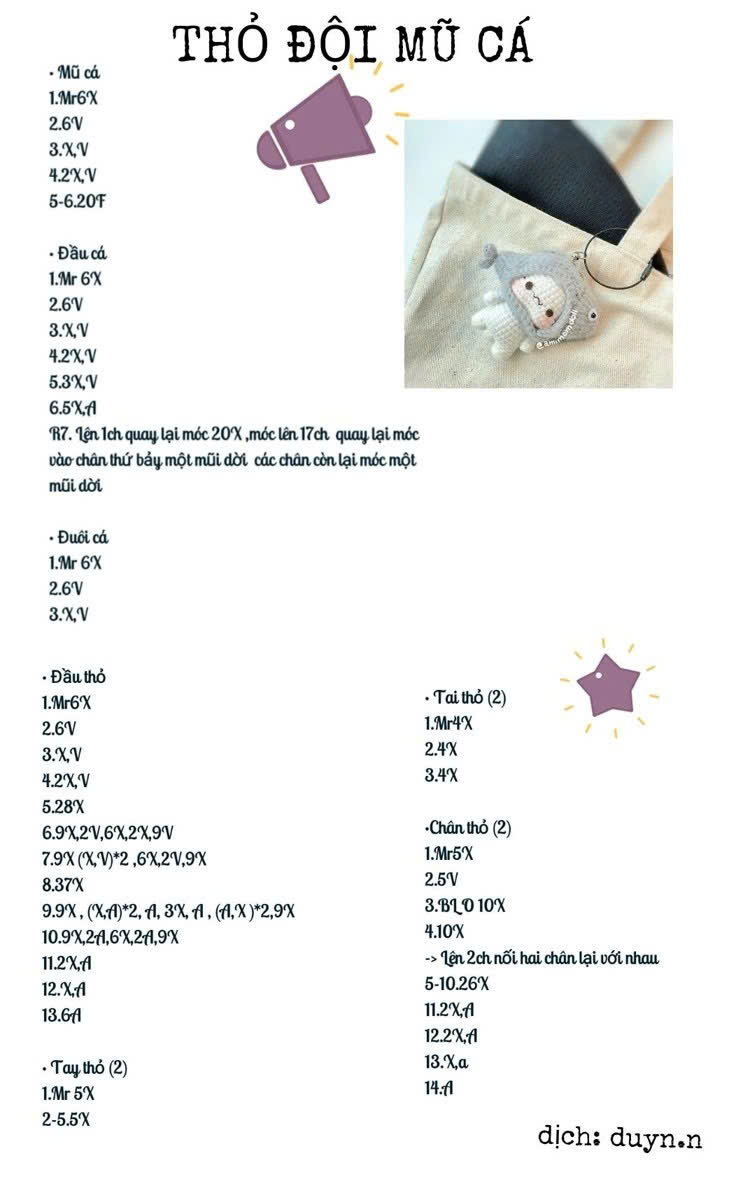 THỎ ĐỘI MŨ CÁ
• Mũ cá
1.Mr6X
2.6V
3.X,V
4.2X,V
5-6.20F
• Đầu cá
1.Mr 6X
2.6V
3.X,V
4.2X,V
5.3X,V
6.5X,A
R7. Lên 1ch quay lại móc 20X ,móc lên 17ch quay lại móc
vào chân thứ bảy một mũi dời các chân còn lại móc một
mũi dời
• Đuôi cá
1.Mr 6X
2.6V
3.X,V
• Đầu thỏ
1.Mr6X
2.6V
3.X,V
4.2X,V
5.28X
6.9X,2V,6X,2X,9V
7.9X (X,V)*2 ,6X,2V,9X
8.37X
9.9X , (X,A)*2, A, 3X, A , (A,X )*2,9X
10.9X,2A,6X,2A,9X
11.2X,A
12.X,A
13.6A
• Tay thỏ (2)
1.Mr 5X
2-5.5X
• Tai thỏ (2)
1.Mr4X
2.4X
3.4X
•Chân thỏ (2)
1.Mr5X
2.5V
3.BLO 10X
4.10X
-> Lên 2ch nối hai chân lại với nhau
5-10.26X
11.2X,A
12.2X,A
13.X,a
14.A
dịch: duyn.n
@ami.momdoli